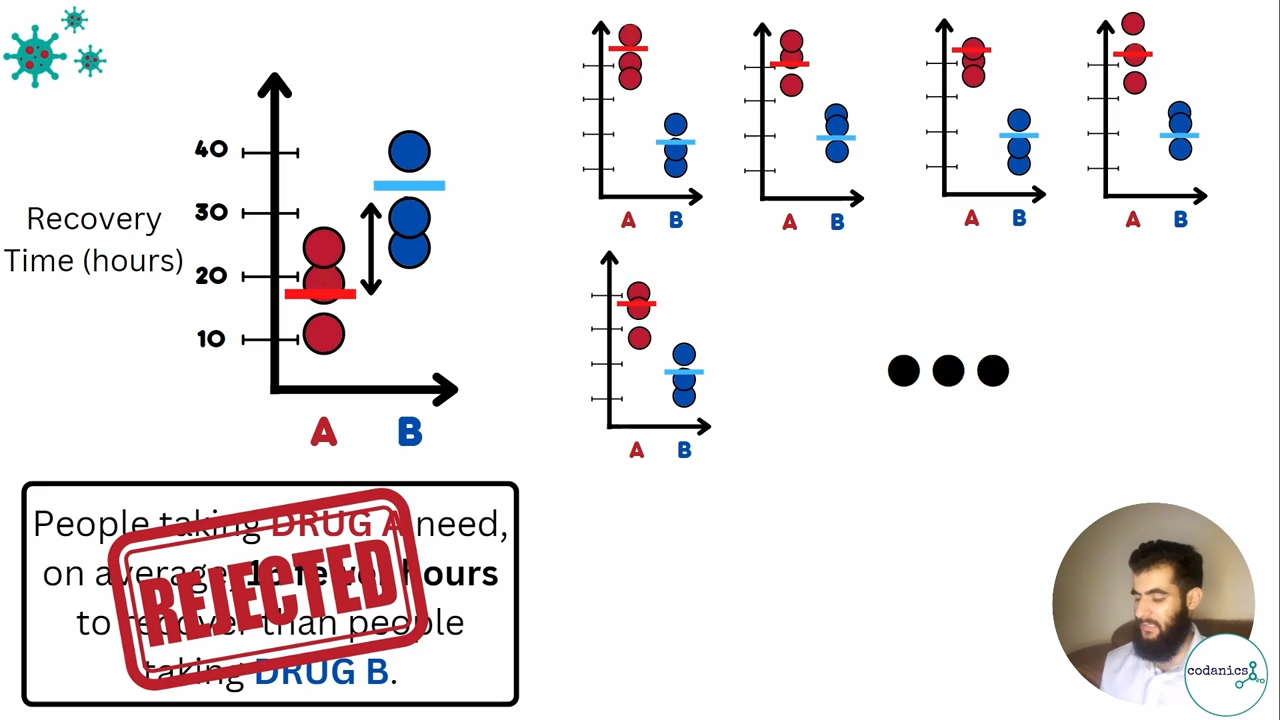 Recovery
Time (hours)
40
30
20
10
A B
A B
A B
A B
A B
A B
People taking DRUG A need,
on average, hours
to recover than people
taking DRUG B.
REJECTED
codanics